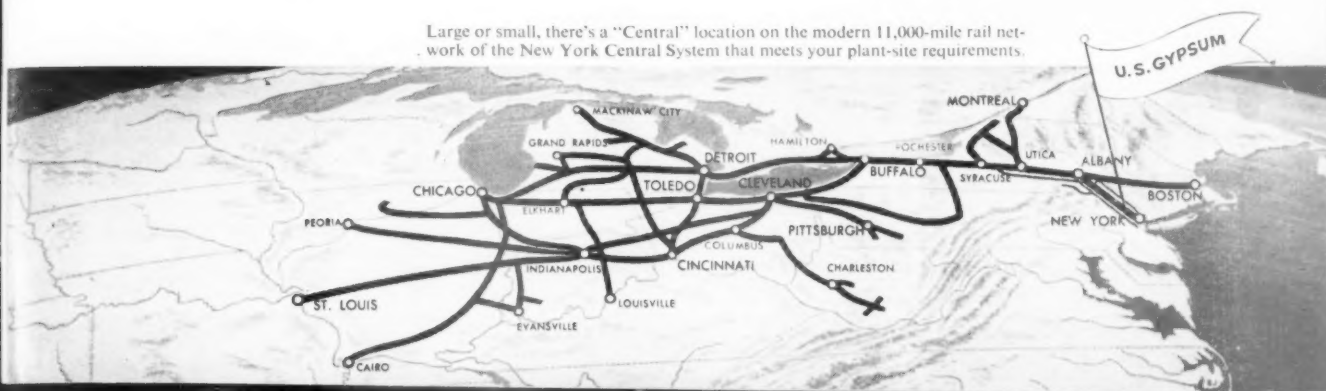 Large or small, there's a "Central" location on the modern 11,000-mile rail net-
work of the New York Central System that meets your plant-site requirements.
U.S. GYPSUM
MONTREAL
MACKINAW CITY
GRAND RAPIDS
HAMILTON
ROCHESTER
DETROIT
UTICA
ALBANY
BUFFALO
SYRACUSE
CHICAGO
TOLEDO
CLEVELAND
BOSTON
ELKHART
PEORIA
NEW YORK
PITTSBURGH
COLUMBUS
INDIANAPOLIS
CINCINNATI
CHARLESTON
ST. LOUIS
LOUISVILLE
EVANSVILLE
CAIRO